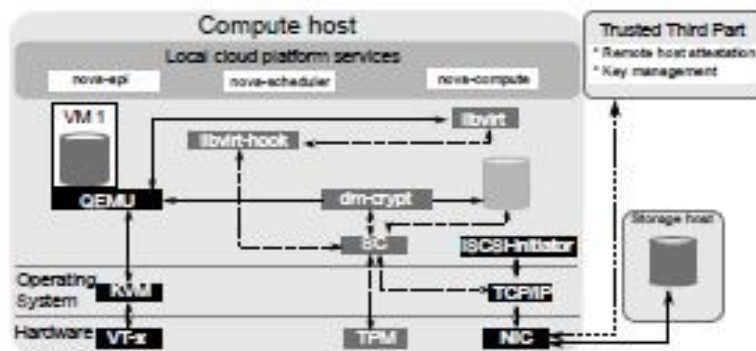 Compute host
Trusted Third Part
* Remote host attestation
* Key management
Local cloud platform services
nova-api
nova-scheduler
nova-compute
VM 1
libvirt
libvirt-hook
QEMU
dm-crypt
Storage host
SC
ISCSI-Initiator
Operating
System
KVM
TCP/IP
Hardware
VT-x
TPM
NIC